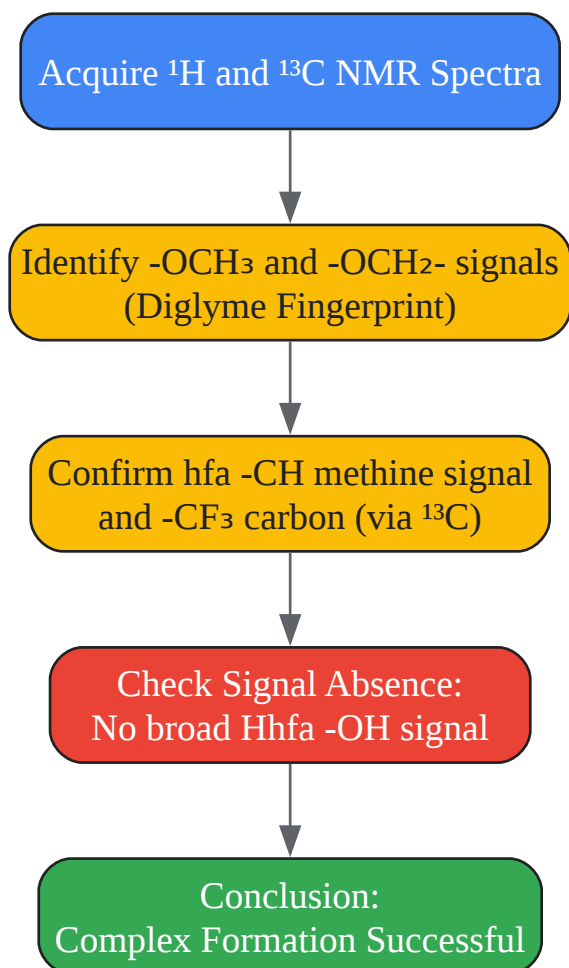 Acquire ¹H and ¹³C NMR Spectra
Identify -OCH₃ and -OCH₂- signals
(Diglyme Fingerprint)
Confirm hfa -CH methine signal
and -CF₃ carbon (via ¹³C)
Check Signal Absence:
No broad Hhfa -OH signal
Conclusion:
Complex Formation Successful